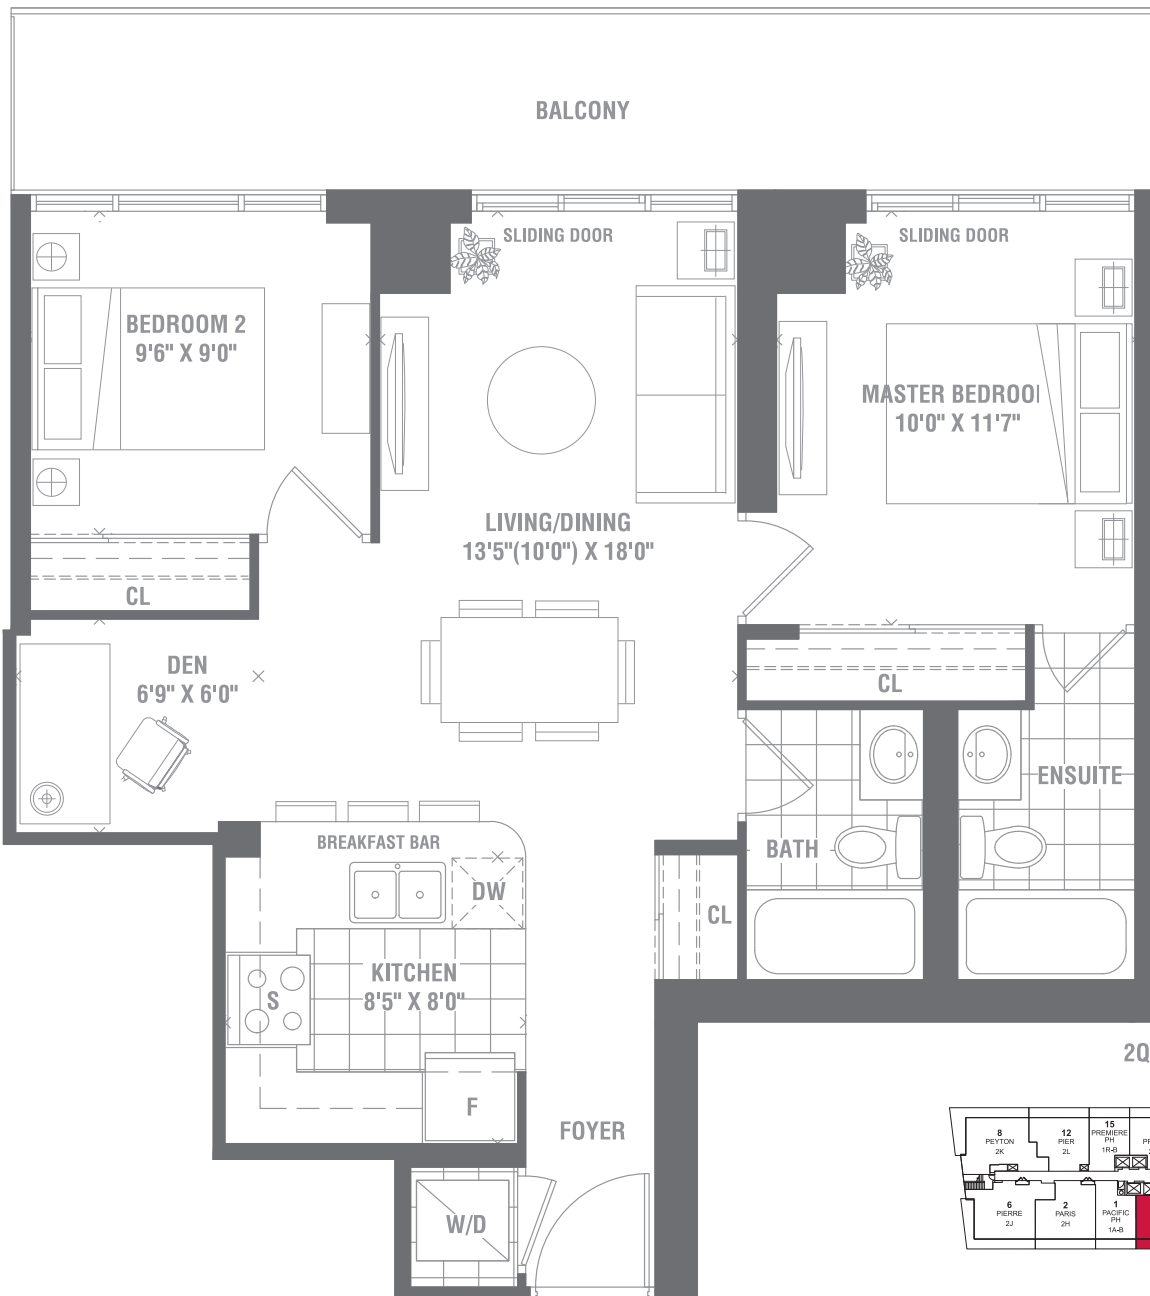 BALCONY
SLIDING DOOR
SLIDING DOOR
BEDROOM 2
9'6" X 9'0"
MASTER BEDROO
10'0" X 11'7"
LIVING/DINING
13'5"(10'0") X 18'0"
CL
DEN
6'9" X 6'0"
CL
ENSUITE
BREAKFAST BAR
BATH
DW
CL
KITCHEN
8'5" X 8'0"
S
2Q
F
FOYER
W/D
8
PEYTON
2K
12
PIER
2L
15
PREMIERE
PH
1R-B
6
PIERRE
2J
2
PARIS
2H
1
PACIFIC
PH
1A-B